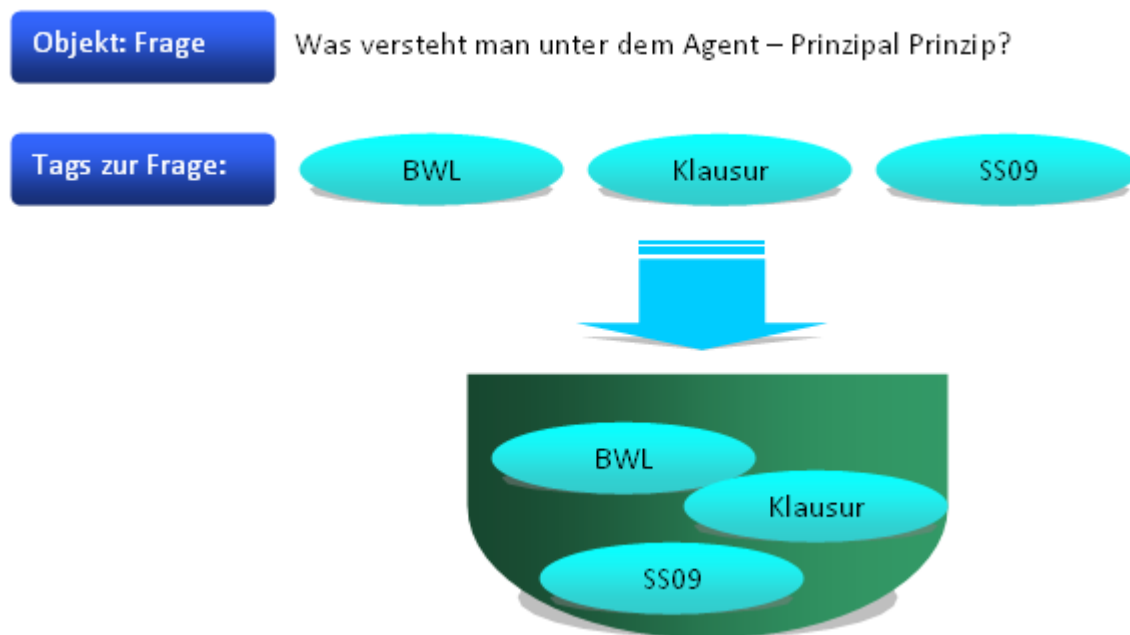 Objekt: Frage Was versteht man unter dem Agent – Prinzipal Prinzip?
Tags zur Frage: BWL Klausur SS09
BWL
Klausur
SS09